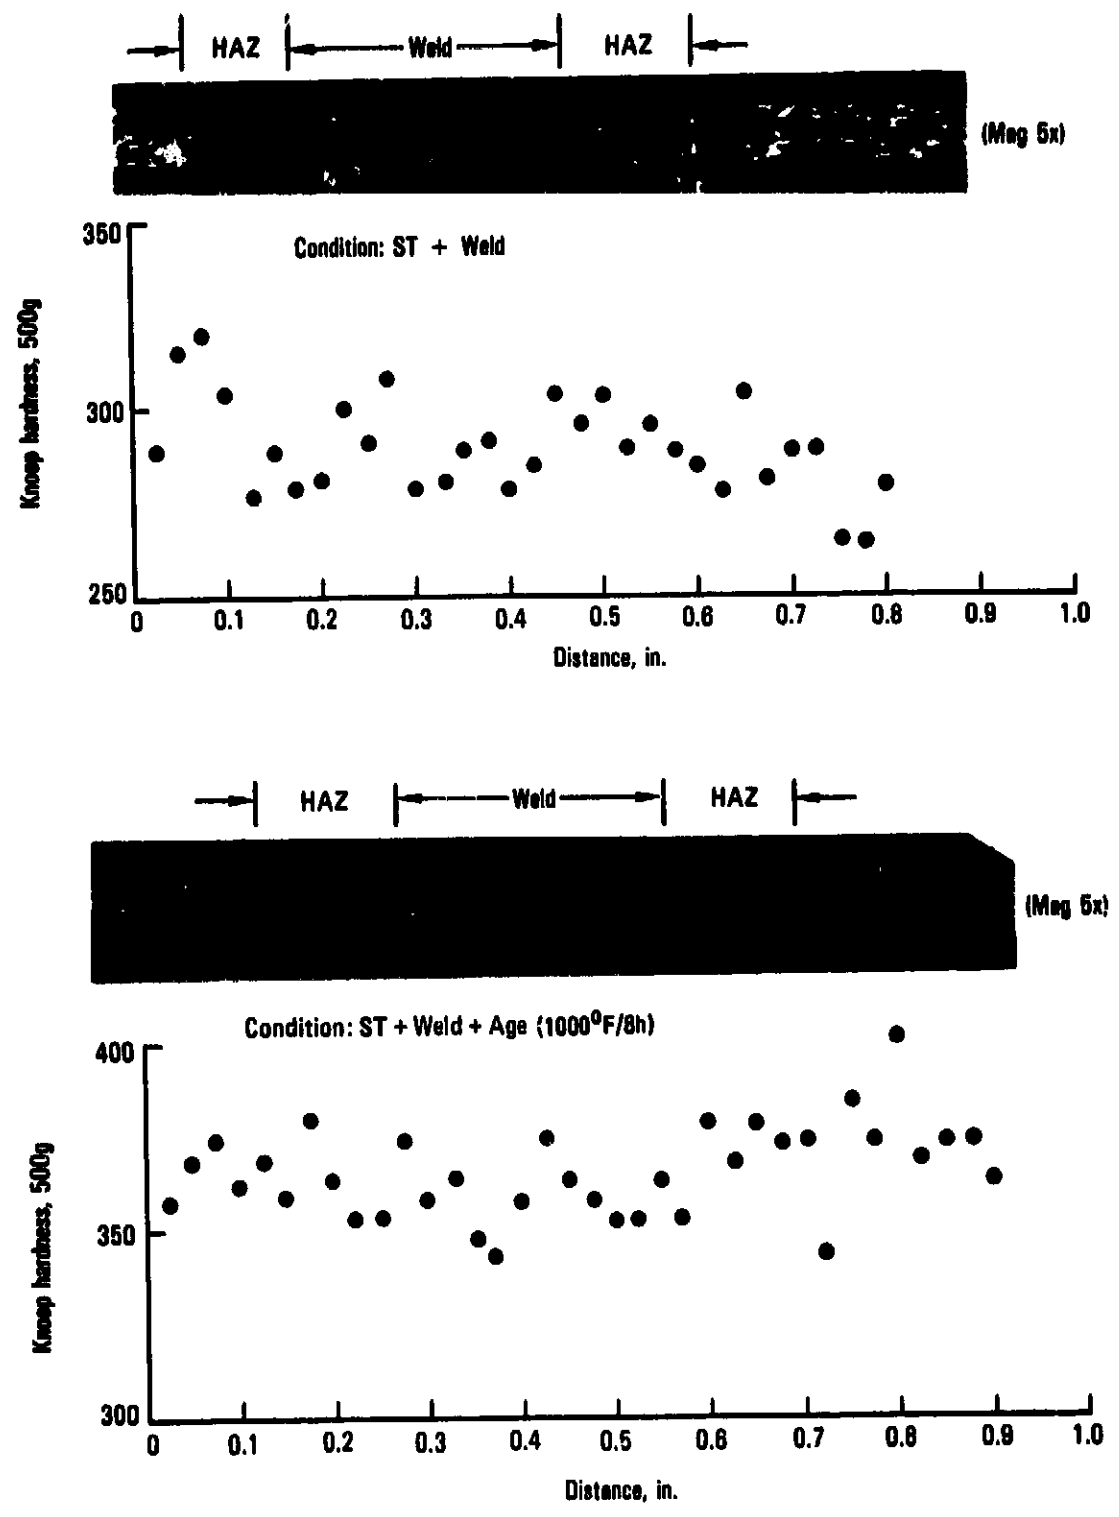 HAZ Weld HAZ
(Mag 5x)
350
Condition: ST + Weld
Knoop hardness, 500g
300
250
0 0.1 0.2 0.3 0.4 0.5 0.6 0.7 0.8 0.9 1.0
Distance, in.
HAZ Weld HAZ
(Mag 5x)
Condition: ST + Weld + Age (1000⁰F/8h)
400
Knoop hardness, 500g
350
300
0 0.1 0.2 0.3 0.4 0.5 0.6 0.7 0.8 0.9 1.0
Distance, in.